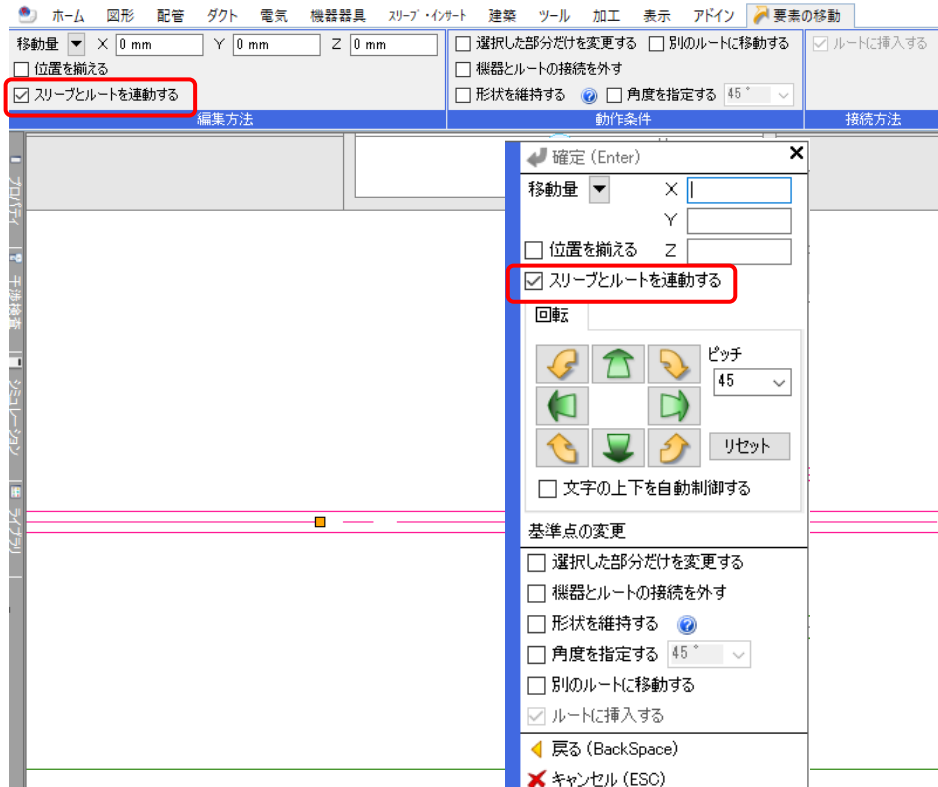 ホーム 図形 配管 ダクト 電気 機器器具 スリーブ・インサート 建築 ツール 加工 表示 アドイン 要素の移動
移動量 X 0 mm Y 0 mm Z 0 mm
位置を揃える
スリーブとルートを連動する
編集方法
選択した部分だけを変更する 別のルートに移動する
機器とルートの接続を外す
形状を維持する 角度を指定する 45°
動作条件
ルートに挿入する
接続方法
プロパティ
干渉検査
シミュレーション
ライブラリ
確定(Enter)
移動量 X
Y
位置を揃える Z
スリーブとルートを連動する
回転
ピッチ
45
リセット
文字の上下を自動制御する
基準点の変更
選択した部分だけを変更する
機器とルートの接続を外す
形状を維持する
角度を指定する 45°
別のルートに移動する
ルートに挿入する
戻る(BackSpace)
キャンセル(ESC)